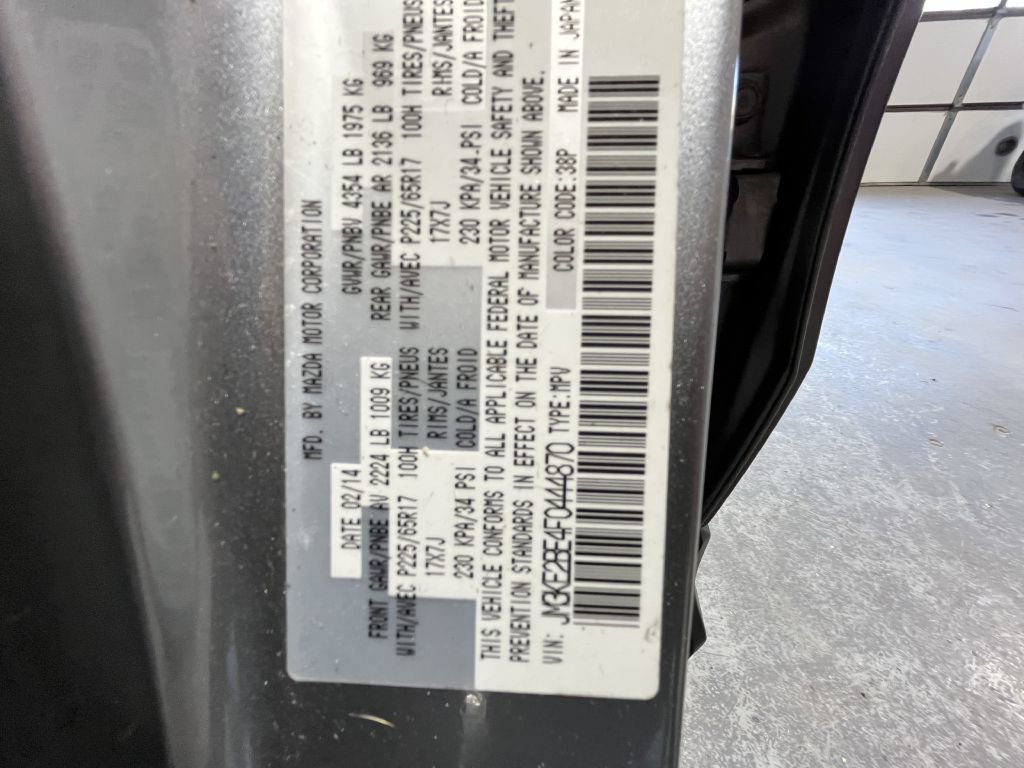 MFD. BY MAZDA MOTOR CORPORATION
DATE 02/14 GVWR/PNBV 4354 LB 1975 KG
FRONT GAWR/PNBE AV 2224 LB 1009 KG REAR GAWR/PNBE AR 2136 LB 969 KG
WITH/AVEC P225/65R17 100H TIRES/PNEUS WITH/AVEC P225/65R17 100H TIRES/PNEUS
17X7J RIMS/JANTES 17X7J RIMS/JANTES
230 KPA/34 PSI COLD/A FROID 230 KPA/34.PSI COLD/A FROID
THIS VEHICLE CONFORMS TO ALL APPLICABLE FEDERAL MOTOR VEHICLE SAFETY AND THEFT
PREVENTION STANDARDS IN EFFECT ON THE DATE OF MANUFACTURE SHOWN ABOVE.
VIN: JM3KE2BE4F0444870 TYPE:MPV COLOR CODE:38P MADE IN JAPAN